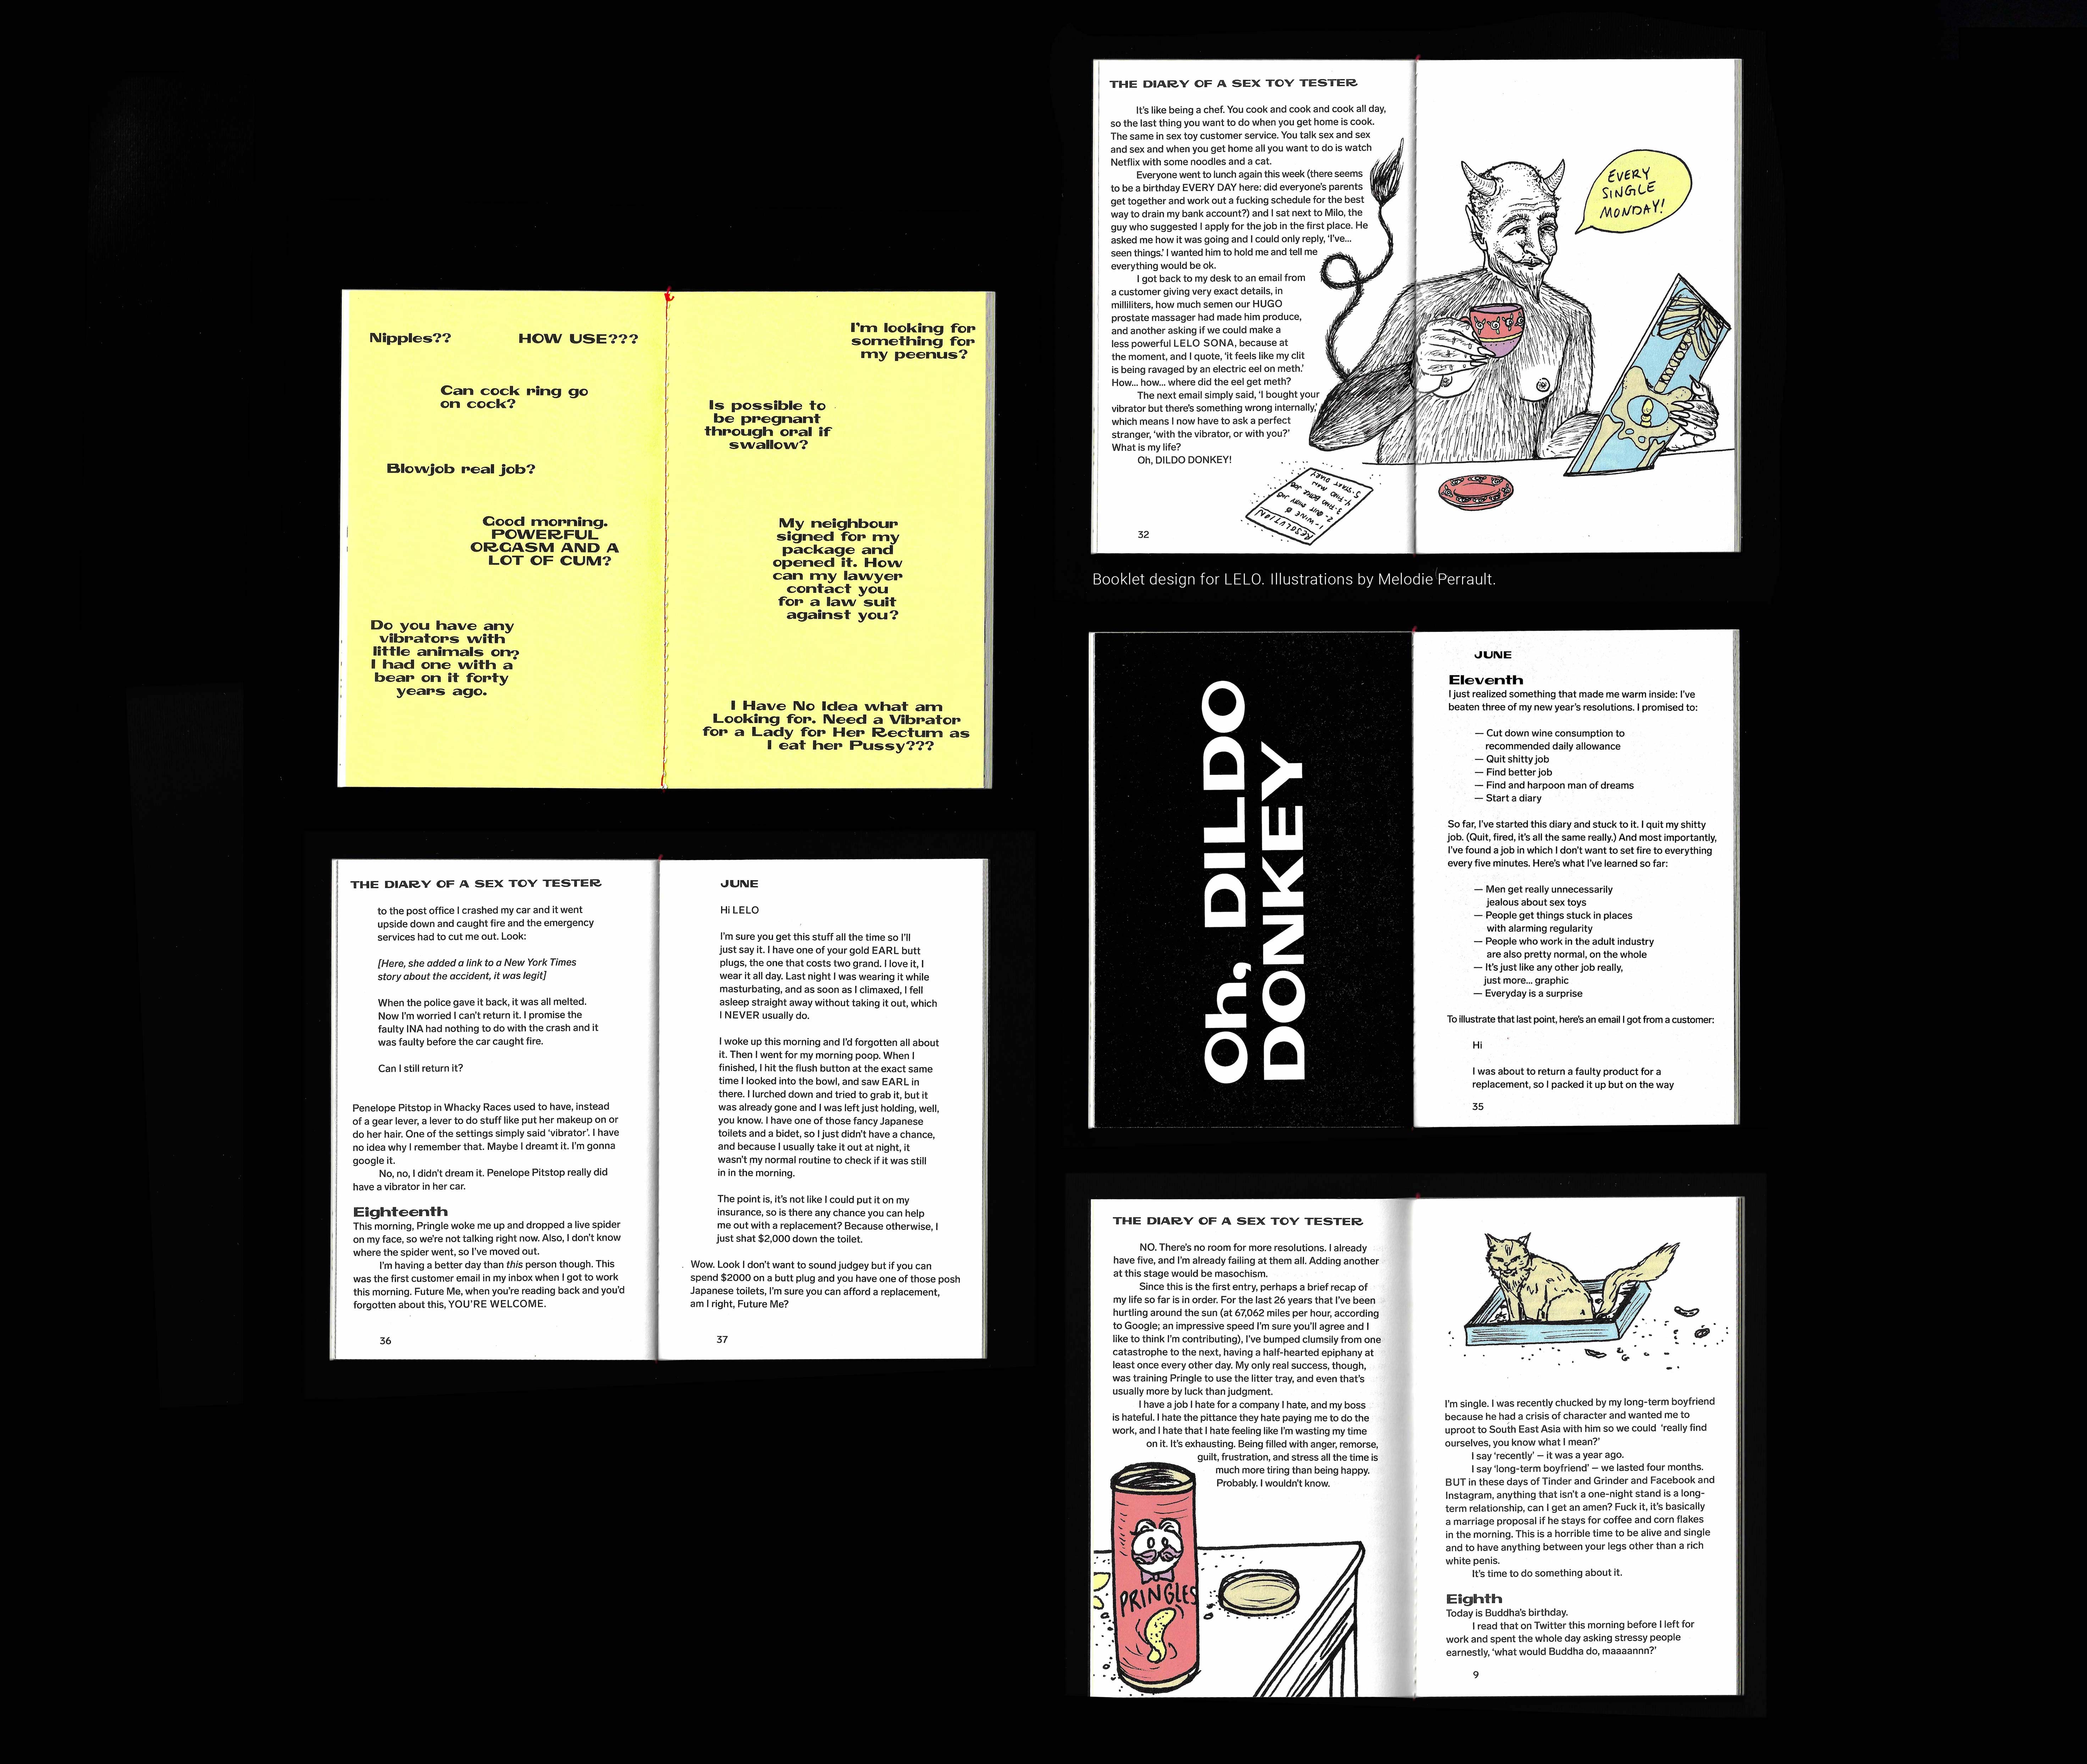 Nipples??
HOW USE???
Can cock ring go
on cock?
Blowjob real job?
Good morning.
POWERFUL
ORGASM AND A
LOT OF CUM?
Do you have any
vibrators with
little animals on?
I had one with a
bear on it forty
years ago.
I'm looking for
something for
my peenus?
Is possible to
be pregnant
through oral if
swallow?
My neighbour
signed for my
package and
opened it. How
can my lawyer
contact you
for a law suit
against you?
I Have No Idea what am
Looking for. Need a Vibrator
for a Lady for Her Rectum as
I eat her Pussy???
THE DIARY OF A SEX TOY TESTER
to the post office I crashed my car and it went
upside down and caught fire and the emergency
services had to cut me out. Look:
[Here, she added a link to a New York Times
story about the accident, it was legit]
When the police gave it back, it was all melted.
Now I'm worried I can't return it. I promise the
faulty INA had nothing to do with the crash and it
was faulty before the car caught fire.
Can I still return it?
Penelope Pitstop in Whacky Races used to have, instead
of a gear lever, a lever to do stuff like put her makeup on or
do her hair. One of the settings simply said 'vibrator'. I have
no idea why I remember that. Maybe I dreamt it. I'm gonna
google it.
No, no, I didn't dream it. Penelope Pitstop really did
have a vibrator in her car.
Eighteenth
This morning, Pringle woke me up and dropped a live spider
on my face, so we're not talking right now. Also, I don't know
where the spider went, so I've moved out.
I'm having a better day than this person though. This
was the first customer email in my inbox when I got to work
this morning. Future Me, when you're reading back and you'd
forgotten about this, YOU'RE WELCOME.
36
JUNE
Hi LELO
I'm sure you get this stuff all the time so I'll
just say it. I have one of your gold EARL butt
plugs, the one that costs two grand. I love it, I
wear it all day. Last night I was wearing it while
masturbating, and as soon as I climaxed, I fell
asleep straight away without taking it out, which
I NEVER usually do.
I woke up this morning and I'd forgotten all about
it. Then I went for my morning poop. When I
finished, I hit the flush button at the exact same
time I looked into the bowl, and saw EARL in
there. I lurched down and tried to grab it, but it
was already gone and I was left just holding, well,
you know. I have one of those fancy Japanese
toilets and a bidet, so I just didn't have a chance,
and because I usually take it out at night, it
wasn't my normal routine to check if it was still
in in the morning.
The point is, it's not like I could put it on my
insurance, so is there any chance you can help
me out with a replacement? Because otherwise, I
just shat $2,000 down the toilet.
Wow. Look I don't want to sound judgey but if you can
spend $2000 on a butt plug and you have one of those posh
Japanese toilets, I'm sure you can afford a replacement,
am I right, Future Me?
37
THE DIARY OF A SEX TOY TESTER
It's like being a chef. You cook and cook and cook all day,
so the last thing you want to do when you get home is cook.
The same in sex toy customer service. You talk sex and sex
and sex and when you get home all you want to do is watch
Netflix with some noodles and a cat.
Everyone went to lunch again this week (there seems
to be a birthday EVERY DAY here: did everyone's parents
get together and work out a fucking schedule for the best
way to drain my bank account?) and I sat next to Milo, the
guy who suggested I apply for the job in the first place. He
asked me how it was going and I could only reply, 'I've...
seen things.' I wanted him to hold me and tell me
everything would be ok.
I got back to my desk to an email from
a customer giving very exact details, in
milliliters, how much semen our HUGO
prostate massager had made him produce,
and another asking if we could make a
less powerful LELO SONA, because at
the moment, and I quote, 'it feels like my clit
is being ravaged by an electric eel on meth.'
How... how... where did the eel get meth?
The next email simply said, 'I bought your
vibrator but there's something wrong internally,'
which means I now have to ask a perfect
stranger, 'with the vibrator, or with you?'
What is my life?
Oh, DILDO DONKEY!
32
EVERY
SINGLE
MONDAY!
RESOLUTION
1- WINE Ø
2- QUIT SHITTY JOB
3- FIND BETTER JOB
4- FIND MAN
5- START DIARY
Booklet design for LELO. Illustrations by Melodie Perrault.
Oh, DILDO
DONKEY
JUNE
Eleventh
I just realized something that made me warm inside: I've
beaten three of my new year's resolutions. I promised to:
— Cut down wine consumption to
recommended daily allowance
— Quit shitty job
— Find better job
— Find and harpoon man of dreams
— Start a diary
So far, I've started this diary and stuck to it. I quit my shitty
job. (Quit, fired, it's all the same really.) And most importantly,
I've found a job in which I don't want to set fire to everything
every five minutes. Here's what I've learned so far:
— Men get really unnecessarily
jealous about sex toys
— People get things stuck in places
with alarming regularity
— People who work in the adult industry
are also pretty normal, on the whole
— It's just like any other job really,
just more... graphic
— Everyday is a surprise
To illustrate that last point, here's an email I got from a customer:
Hi
I was about to return a faulty product for a
replacement, so I packed it up but on the way
35
THE DIARY OF A SEX TOY TESTER
NO. There's no room for more resolutions. I already
have five, and I'm already failing at them all. Adding another
at this stage would be masochism.
Since this is the first entry, perhaps a brief recap of
my life so far is in order. For the last 26 years that I've been
hurtling around the sun (at 67,062 miles per hour, according
to Google; an impressive speed I'm sure you'll agree and I
like to think I'm contributing), I've bumped clumsily from one
catastrophe to the next, having a half-hearted epiphany at
least once every other day. My only real success, though,
was training Pringle to use the litter tray, and even that's
usually more by luck than judgment.
I have a job I hate for a company I hate, and my boss
is hateful. I hate the pittance they hate paying me to do the
work, and I hate that I hate feeling like I'm wasting my time
on it. It's exhausting. Being filled with anger, remorse,
guilt, frustration, and stress all the time is
much more tiring than being happy.
Probably. I wouldn't know.
PRINGLES
I'm single. I was recently chucked by my long-term boyfriend
because he had a crisis of character and wanted me to
uproot to South East Asia with him so we could 'really find
ourselves, you know what I mean?'
I say 'recently' – it was a year ago.
I say 'long-term boyfriend' – we lasted four months.
BUT in these days of Tinder and Grinder and Facebook and
Instagram, anything that isn't a one-night stand is a long-
term relationship, can I get an amen? Fuck it, it's basically
a marriage proposal if he stays for coffee and corn flakes
in the morning. This is a horrible time to be alive and single
and to have anything between your legs other than a rich
white penis.
It's time to do something about it.
Eighth
Today is Buddha's birthday.
I read that on Twitter this morning before I left for
work and spent the whole day asking stressy people
earnestly, 'what would Buddha do, maaaannn?'
9